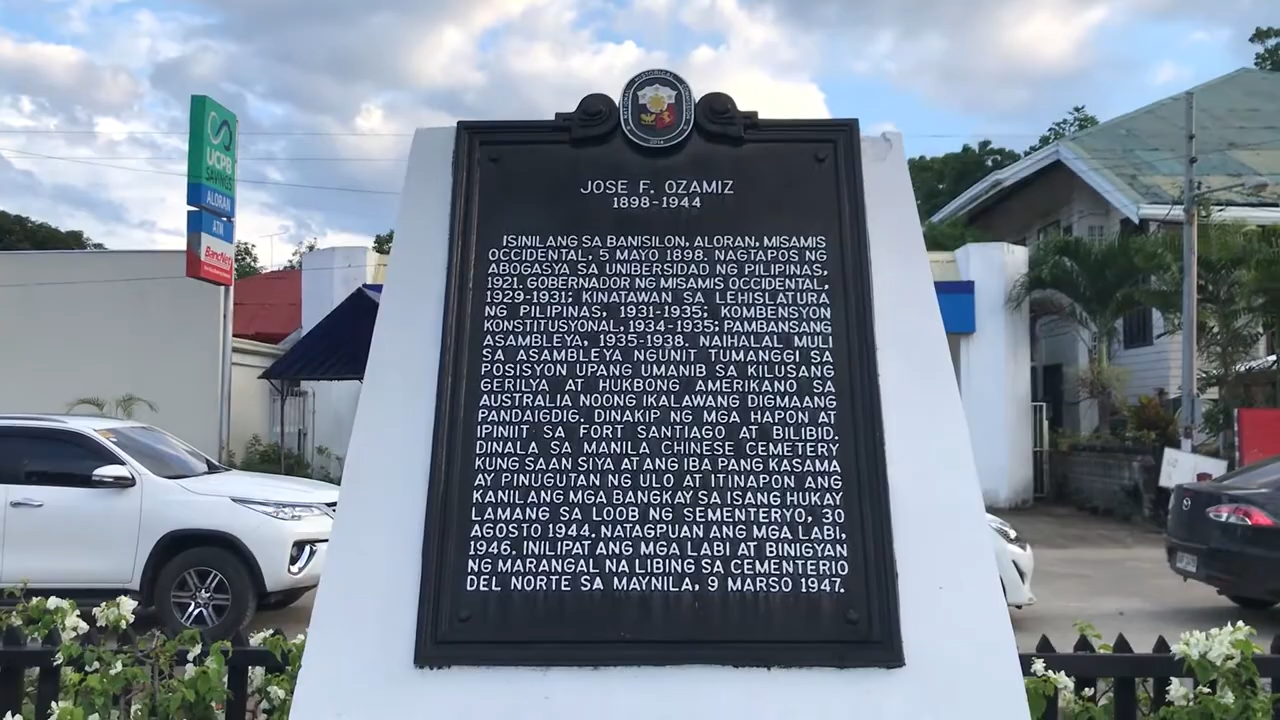 UCPB
SAVINGS
ALORAN
ATM
BancNet
NATIONAL HISTORICAL COMMISSION
2014
JOSE F. OZAMIZ
1898-1944
ISINILANG SA BANISILON, ALORAN, MISAMIS
OCCIDENTAL, 5 MAYO 1898. NAGTAPOS NG
ABOGASYA SA UNIBERSIDAD NG PILIPINAS,
1921. GOBERNADOR NG MISAMIS OCCIDENTAL,
1929-1931; KINATAWAN SA LEHISLATURA
NG PILIPINAS, 1931-1935; KOMBENSYON
KONSTITUSYONAL, 1934-1935; PAMBANSANG
ASAMBLEYA, 1935-1938. NAIHALAL MULI
SA ASAMBLEYA NGUNIT TUMANGGI SA
POSISYON UPANG UMANIB SA KILUSANG
GERILYA AT HUKBONG AMERIKANO SA
AUSTRALIA NOONG IKALAWANG DIGMAANG
PANDAIGDIG. DINAKIP NG MGA HAPON AT
IPINIIT SA FORT SANTIAGO AT BILIBID.
DINALA SA MANILA CHINESE CEMETERY
KUNG SAAN SIYA AT ANG IBA PANG KASAMA
AY PINUGUTAN NG ULO AT ITINAPON ANG
KANILANG MGA BANGKAY SA ISANG HUKAY
LAMANG SA LOOB NG SEMENTERYO, 30
AGOSTO 1944. NATAGPUAN ANG MGA LABI,
1946. INILIPAT ANG MGA LABI AT BINIGYAN
NG MARANGAL NA LIBING SA CEMENTERIO
DEL NORTE SA MAYNILA, 9 MARSO 1947.